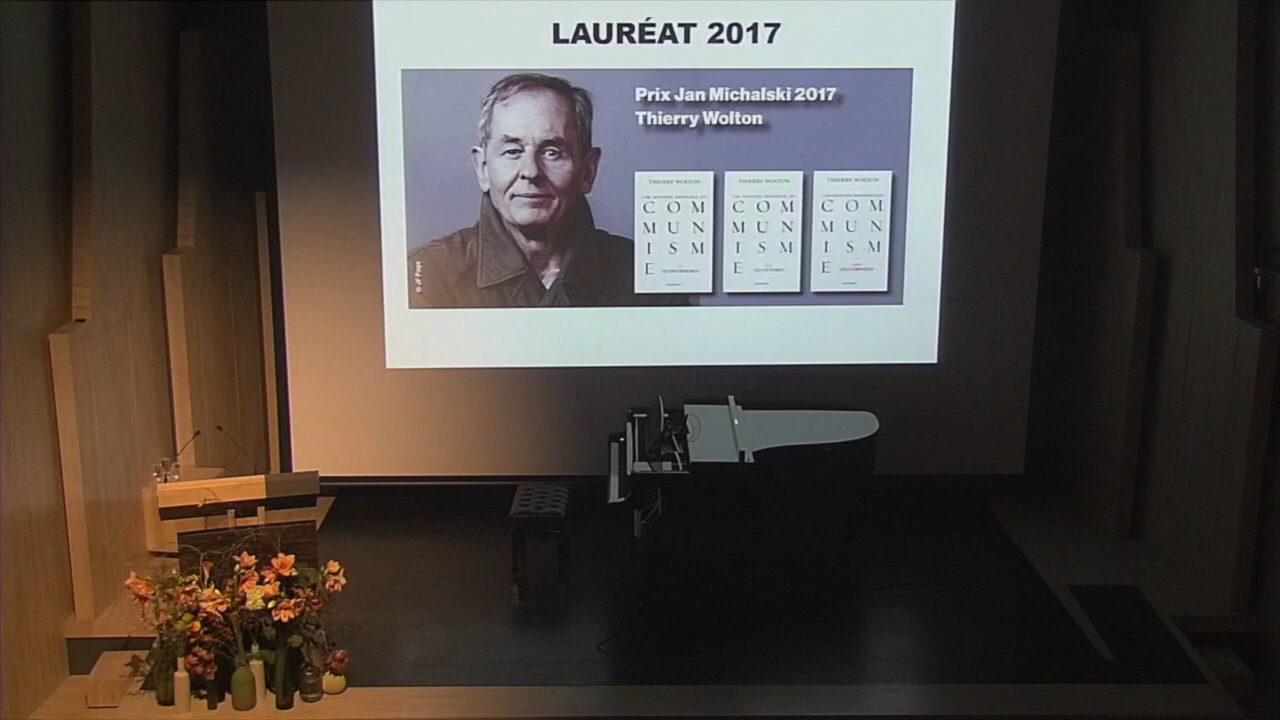 LAURÉAT 2017
Prix Jan Michalski 2017
Thierry Wolton
THIERRY WOLTON
COM
MUN
ISM
E
THIERRY WOLTON
COM
MUN
ISM
E
THIERRY WOLTON
COM
MUN
ISM
E